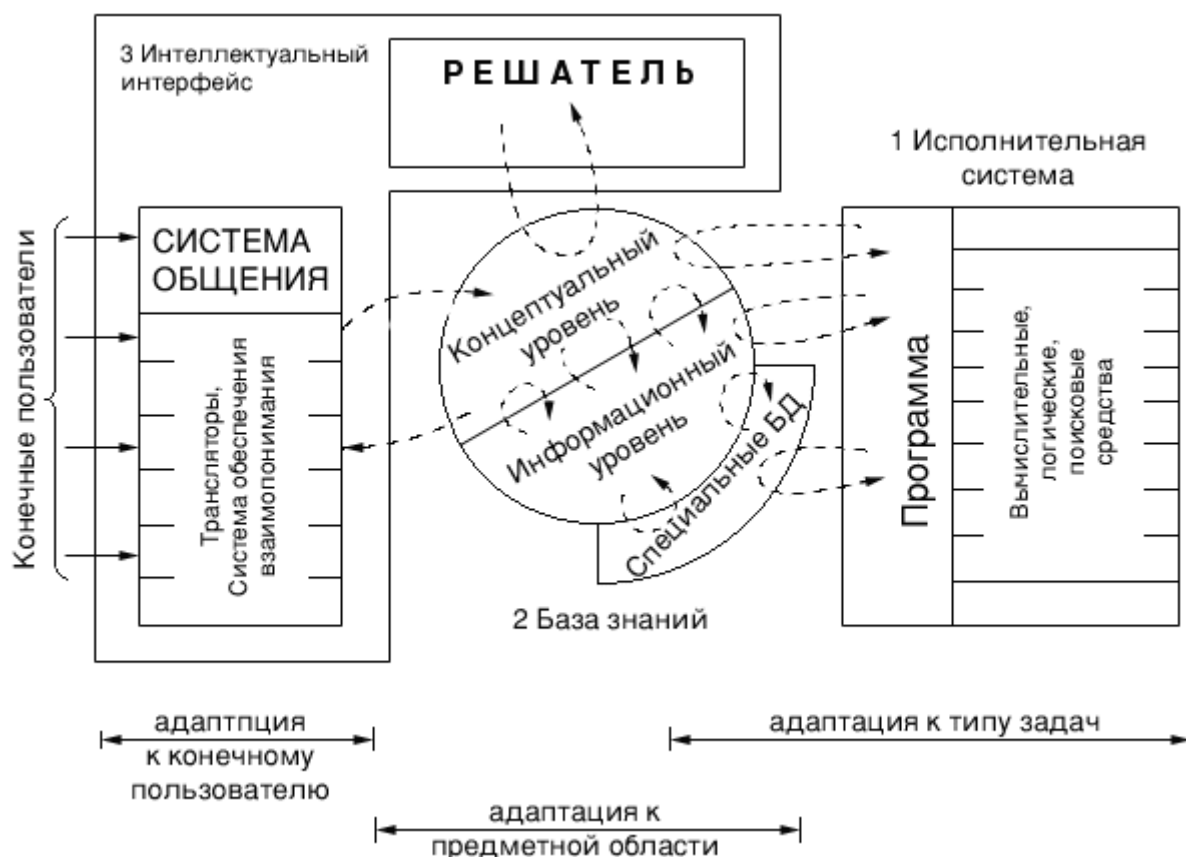 3 Интеллектуальный
интерфейс
РЕШАТЕЛЬ
1 Исполнительная
система
Конечные пользователи
СИСТЕМА
ОБЩЕНИЯ
Трансляторы,
Система обеспечения
взаимопонимания
Концептуальный
уровень
Информационный
уровень
Специальные БД
Программа
Вычислительные,
логические,
поисковые
средства
2 База знаний
адаптпция
к конечному
пользователю
адаптация к типу задач
адаптация к
предметной области